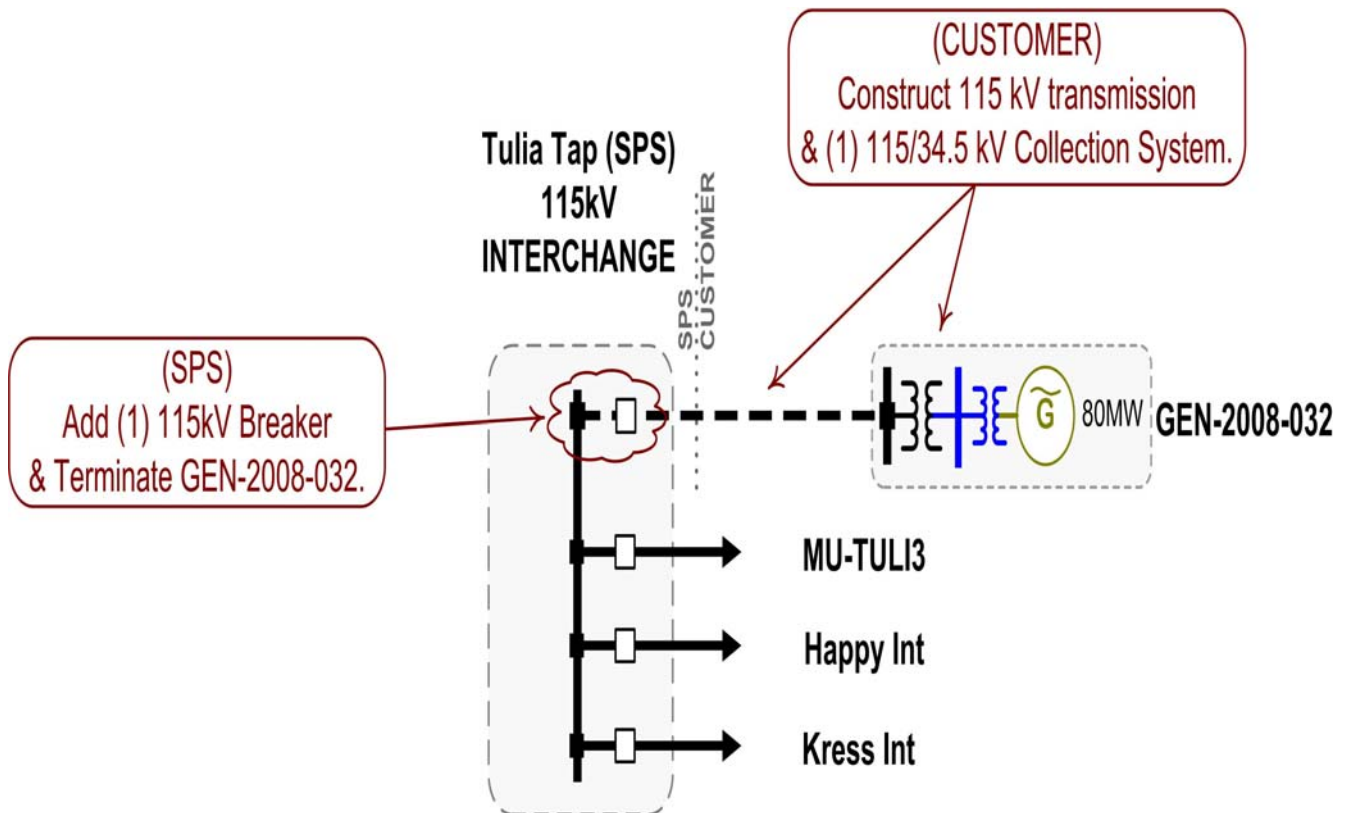 (CUSTOMER)
Construct 115 kV transmission
& (1) 115/34.5 kV Collection System.
Tulia Tap (SPS)
115kV
INTERCHANGE
SPS
CUSTOMER
(SPS)
Add (1) 115kV Breaker
& Terminate GEN-2008-032.
G
80MW
GEN-2008-032
MU-TULI3
Happy Int
Kress Int